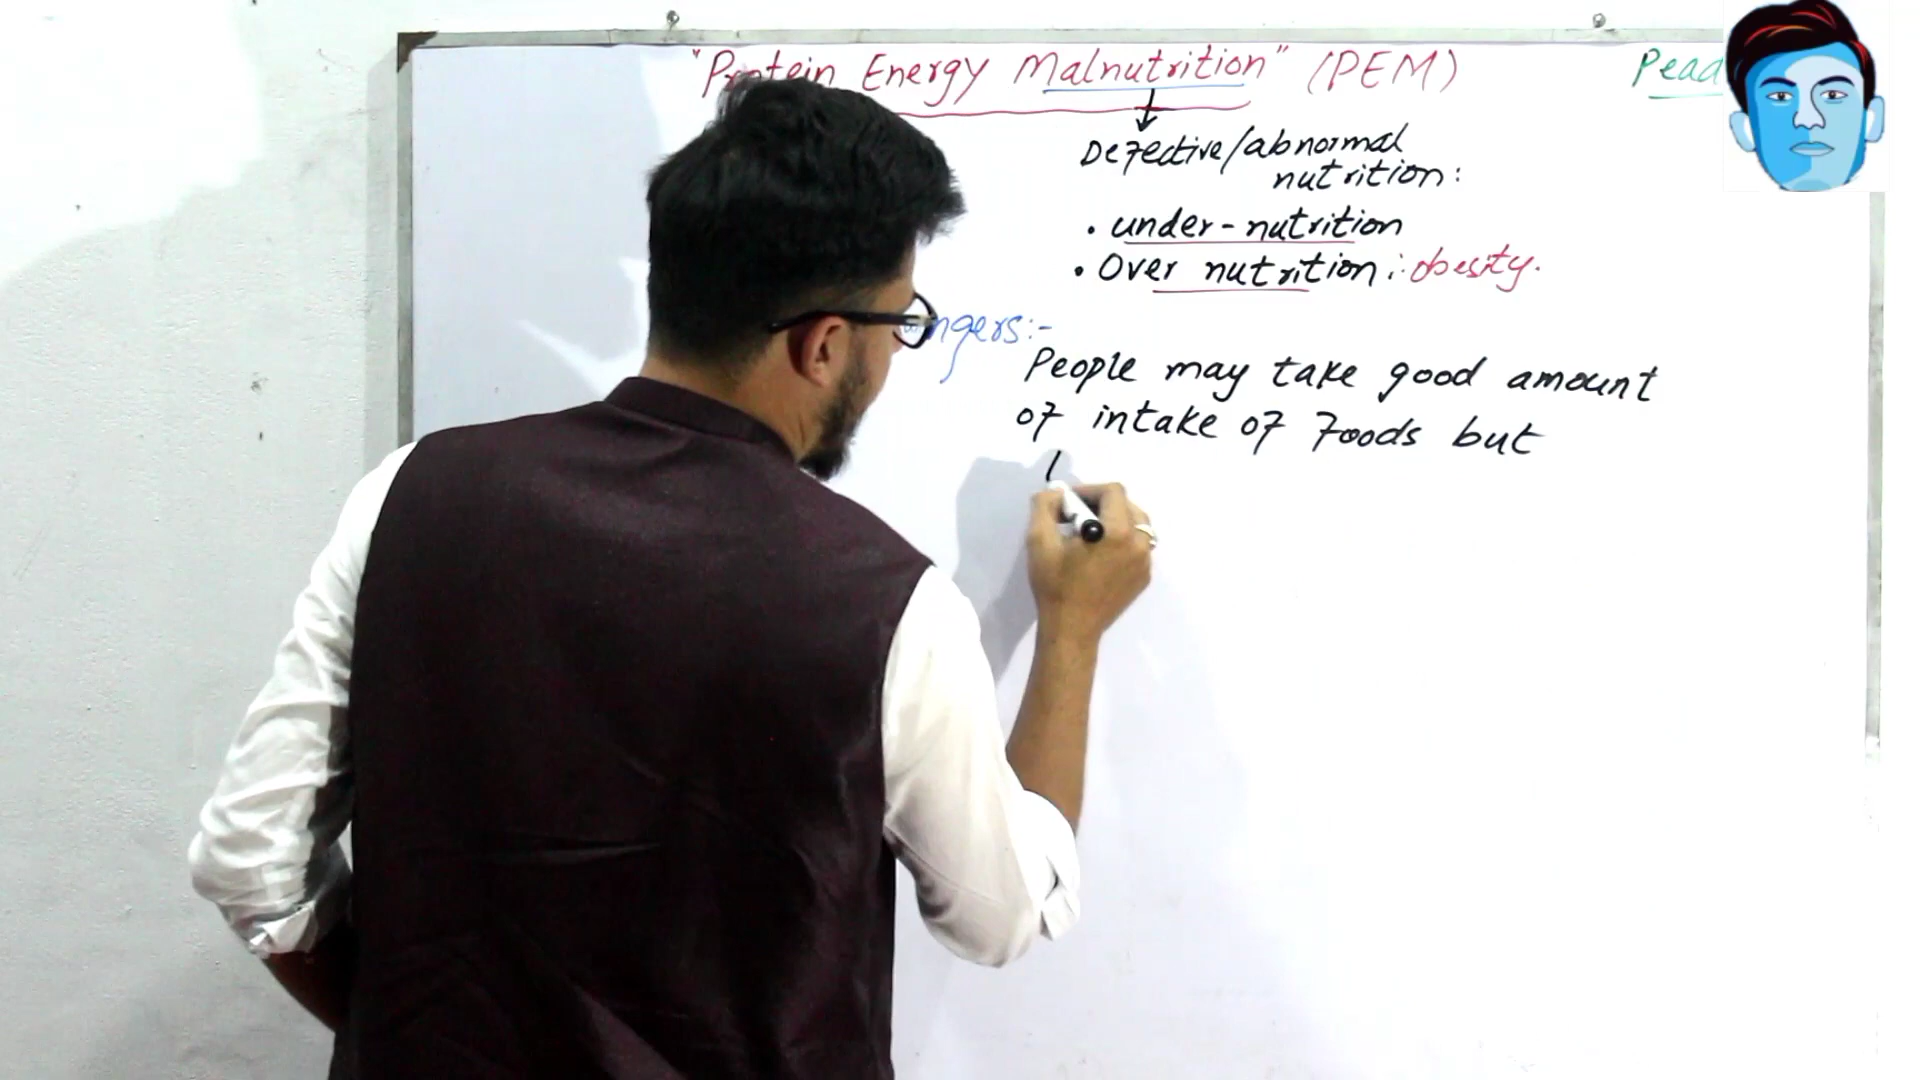 "Protein Energy Malnutrition" (PEM)
Pead
Defective/abnormal
nutrition:
• under-nutrition
• Over nutrition: obesity.
ngers:-
People may take good amount
of intake of foods but